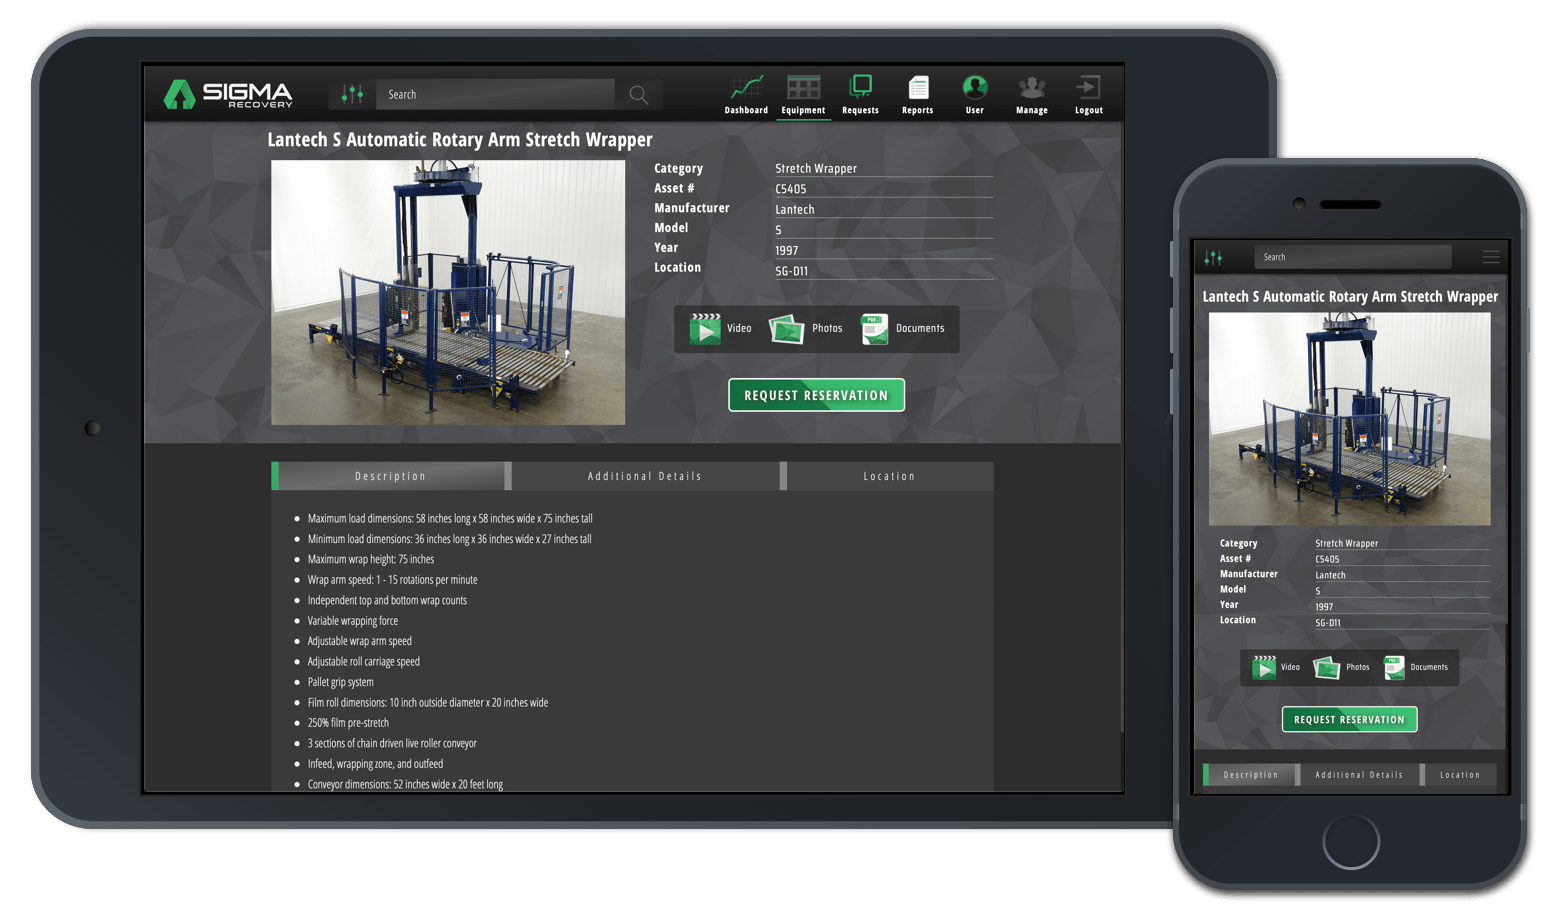 SIGMA
RECOVERY
Search
Dashboard Equipment Requests Reports User Manage Logout
Lantech S Automatic Rotary Arm Stretch Wrapper
Category Stretch Wrapper
Asset # C5405
Manufacturer Lantech
Model S
Year 1997
Location SG-D11
Video Photos PDF Documents
REQUEST RESERVATION
Description Additional Details Location
Maximum load dimensions: 58 inches long x 58 inches wide x 75 inches tall
Minimum load dimensions: 36 inches long x 36 inches wide x 27 inches tall
Maximum wrap height: 75 inches
Wrap arm speed: 1 - 15 rotations per minute
Independent top and bottom wrap counts
Variable wrapping force
Adjustable wrap arm speed
Adjustable roll carriage speed
Pallet grip system
Film roll dimensions: 10 inch outside diameter x 20 inches wide
250% film pre-stretch
3 sections of chain driven live roller conveyor
Infeed, wrapping zone, and outfeed
Conveyor dimensions: 52 inches wide x 20 feet long
Search
Lantech S Automatic Rotary Arm Stretch Wrapper
Category Stretch Wrapper
Asset # C5405
Manufacturer Lantech
Model S
Year 1997
Location SG-D11
Video Photos PDF Documents
REQUEST RESERVATION
Description Additional Details Location